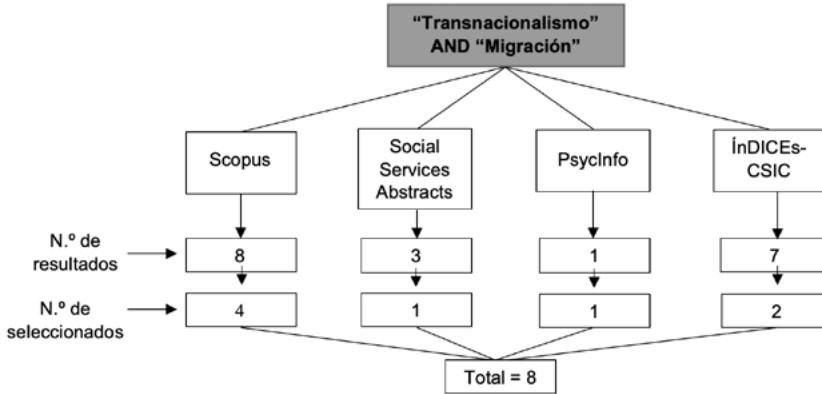 “Transnacionalismo”
AND “Migración”
Scopus
Social
Services
Abstracts
PsycInfo
ÍnDICEs-
CSIC
N.º de
resultados
8
3
1
7
N.º de
seleccionados
4
1
1
2
Total = 8